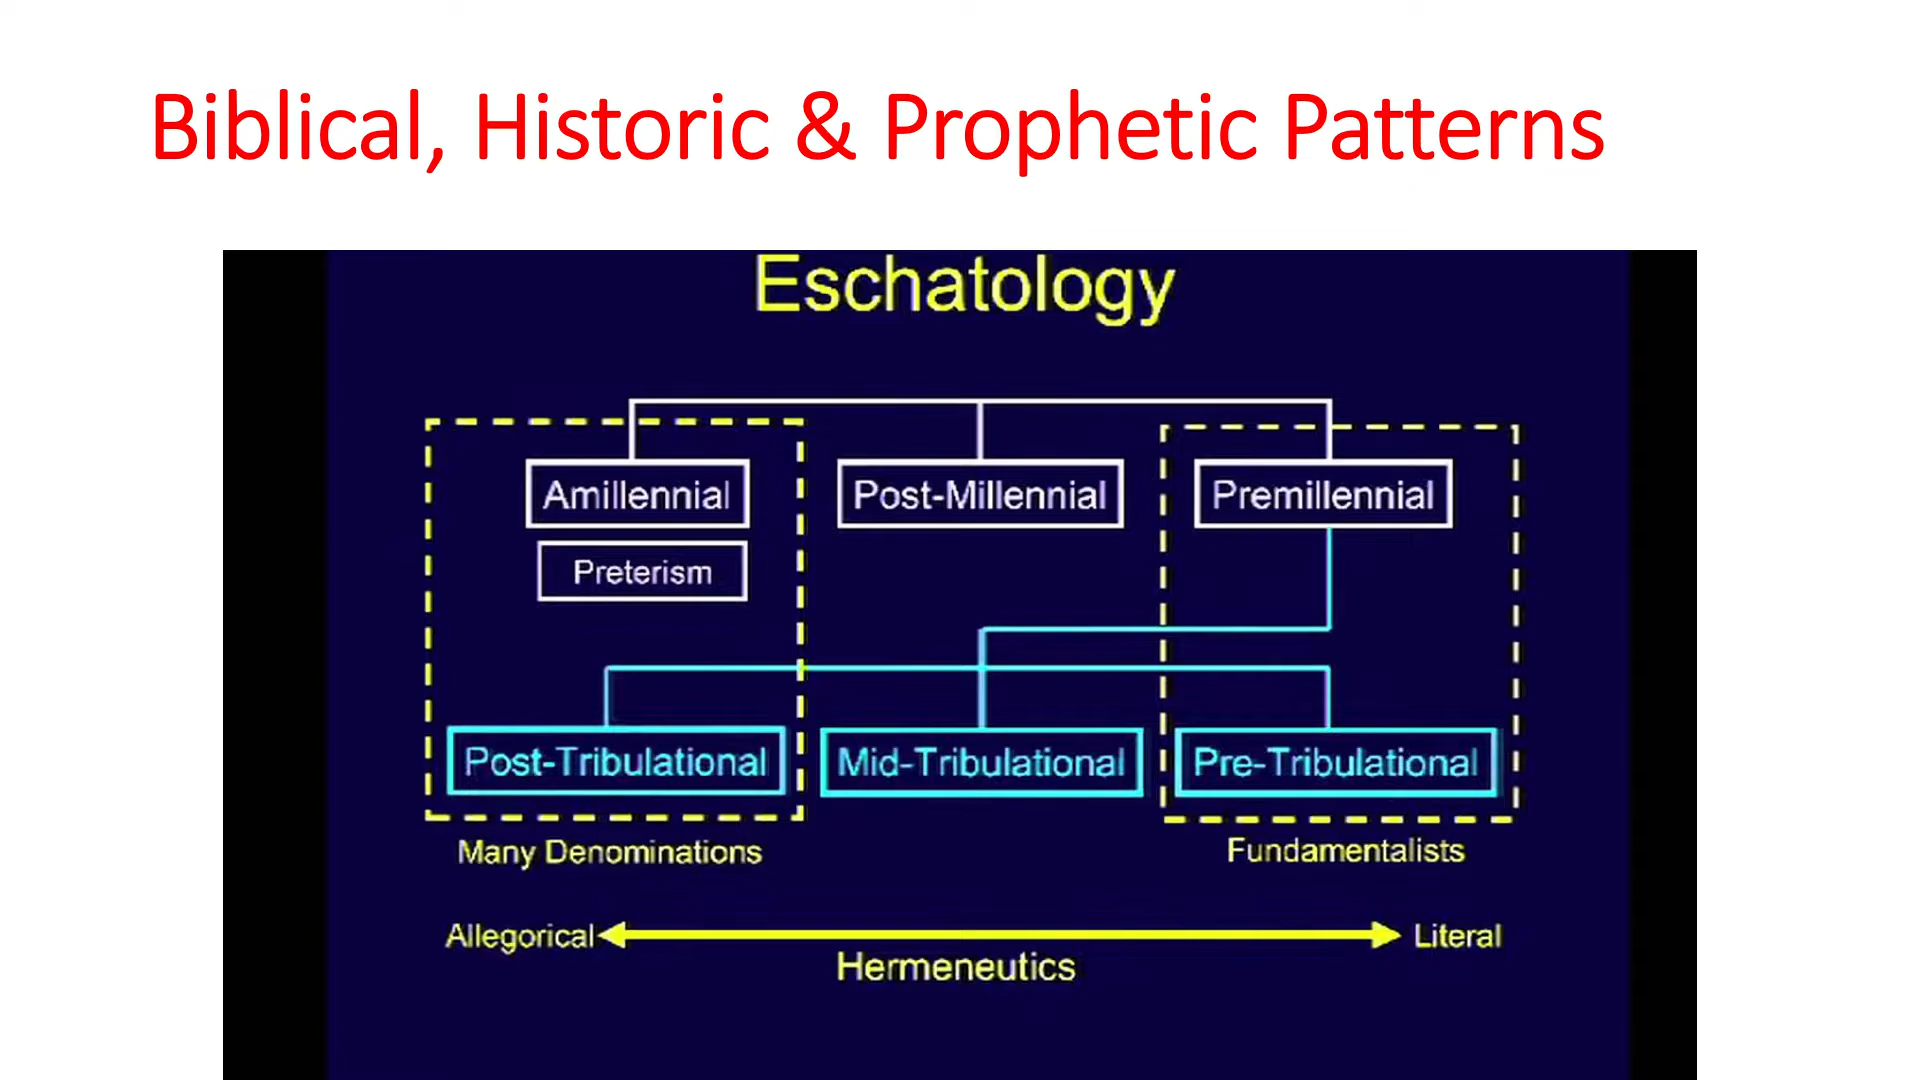 Biblical, Historic & Prophetic Patterns
Eschatology
Amillennial
Post-Millennial
Premillennial
Preterism
Post-Tribulational
Mid-Tribulational
Pre-Tribulational
Many Denominations
Fundamentalists
Allegorical
Literal
Hermeneutics